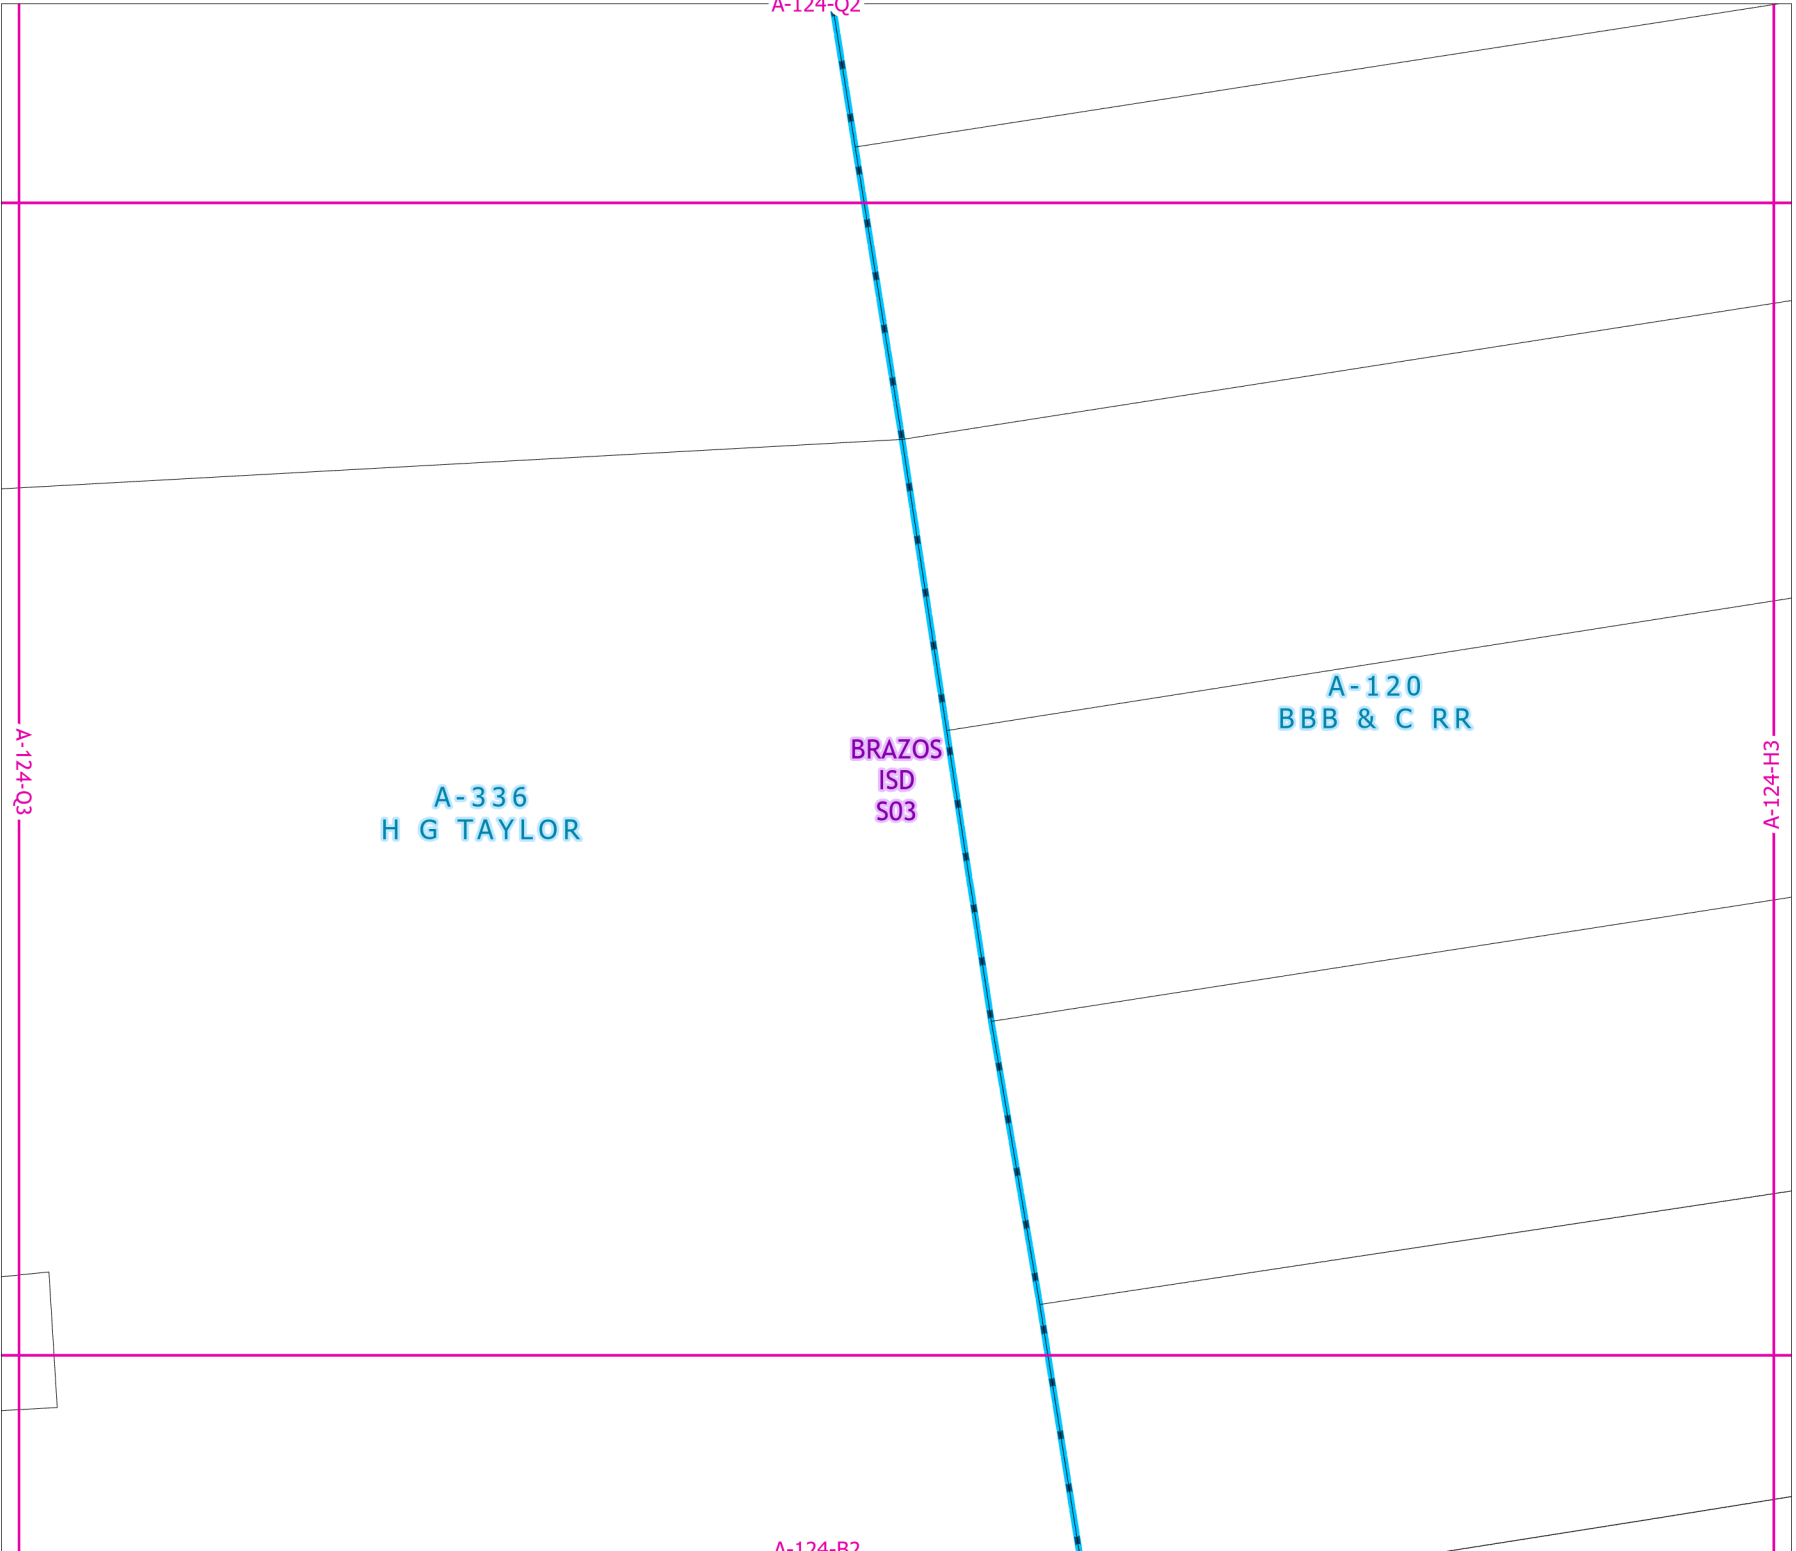 A-124-Q2
A-120
BBB & C RR
BRAZOS
ISD
S03
A-336
H G TAYLOR
A-124-Q3
A-124-H3
A-124-B2